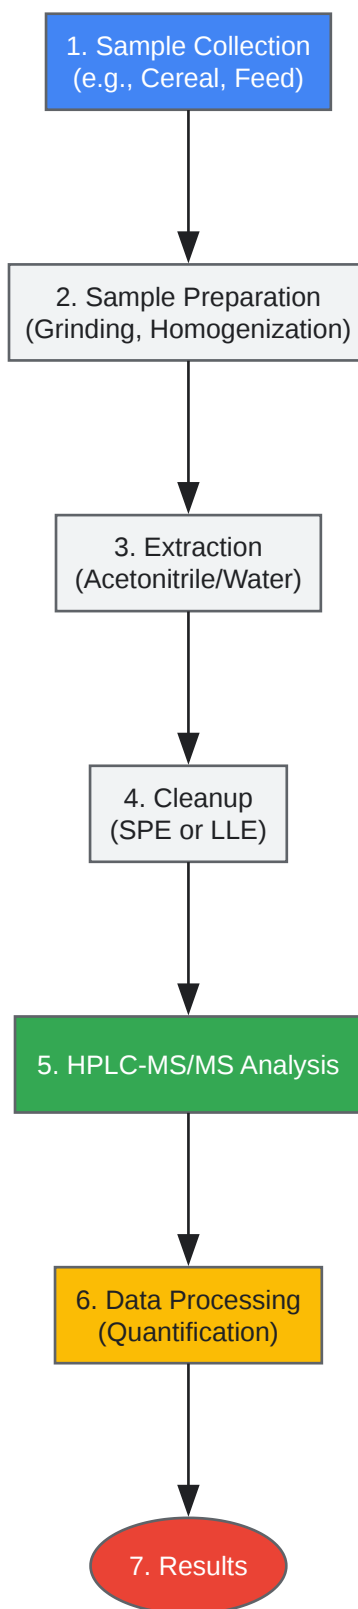 1. Sample Collection
(e.g., Cereal, Feed)
2. Sample Preparation
(Grinding, Homogenization)
3. Extraction
(Acetonitrile/Water)
4. Cleanup
(SPE or LLE)
5. HPLC-MS/MS Analysis
6. Data Processing
(Quantification)
7. Results